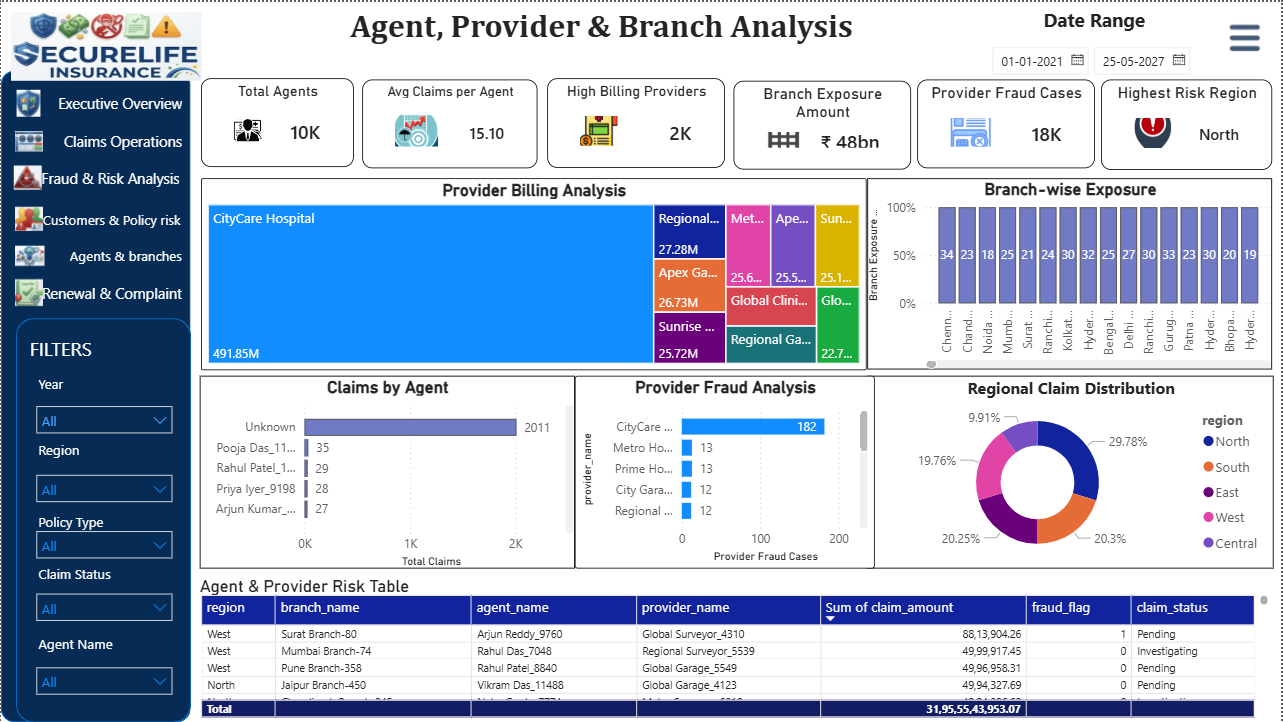 SECURELIFE
INSURANCE
Agent, Provider & Branch Analysis
Date Range
01-01-2021
25-05-2027
Executive Overview
Claims Operations
Fraud & Risk Analysis
Customers & Policy risk
Agents & branches
Renewal & Complaint
FILTERS
Year
All
Region
All
Policy Type
All
Claim Status
All
Agent Name
All
Total Agents
10K
Avg Claims per Agent
15.10
High Billing Providers
2K
Branch Exposure
Amount
₹ 48bn
Provider Fraud Cases
18K
Highest Risk Region
North
Provider Billing Analysis
CityCare Hospital
491.85M
Regional...
27.28M
Apex Ga...
26.73M
Sunrise ...
25.72M
Met...
25.6...
Ape...
25.5...
Sun...
25.1...
Global Clini...
Regional Ga...
Glo...
22.7...
Branch-wise Exposure
Branch Exposure ...
100%
50%
0%
34 23 18 25 21 24 30 32 25 27 30 33 23 30 20 19
Chenn...
Chand...
Noida ...
Mumb...
Surat ...
Ranchi...
Kolkat...
Hyder...
Bengal...
Delhi ...
Ranchi...
Gurug...
Patna ...
Hyder...
Bhopa...
Hyder...
Claims by Agent
Unknown 2011
Pooja Das_11... 35
Rahul Patel_1... 29
Priya Iyer_9198 28
Arjun Kumar_... 27
0K 1K 2K
Total Claims
Provider Fraud Analysis
provider_name
CityCare ... 182
Metro Ho... 13
Prime Ho... 13
City Gara... 12
Regional ... 12
0 100 200
Provider Fraud Cases
Regional Claim Distribution
9.91%
29.78%
19.76%
20.25%
20.3%
region
North
South
East
West
Central
Agent & Provider Risk Table
region branch_name agent_name provider_name Sum of claim_amount fraud_flag claim_status
West Surat Branch-80 Arjun Reddy_9760 Global Surveyor_4310 88,13,904.26 1 Pending
West Mumbai Branch-74 Rahul Das_7048 Regional Surveyor_5539 49,99,917.45 0 Investigating
West Pune Branch-358 Rahul Patel_8840 Global Garage_5549 49,96,958.31 0 Pending
North Jaipur Branch-450 Vikram Das_11488 Global Garage_4123 49,94,327.69 0 Pending
Total 31,95,55,43,953.07